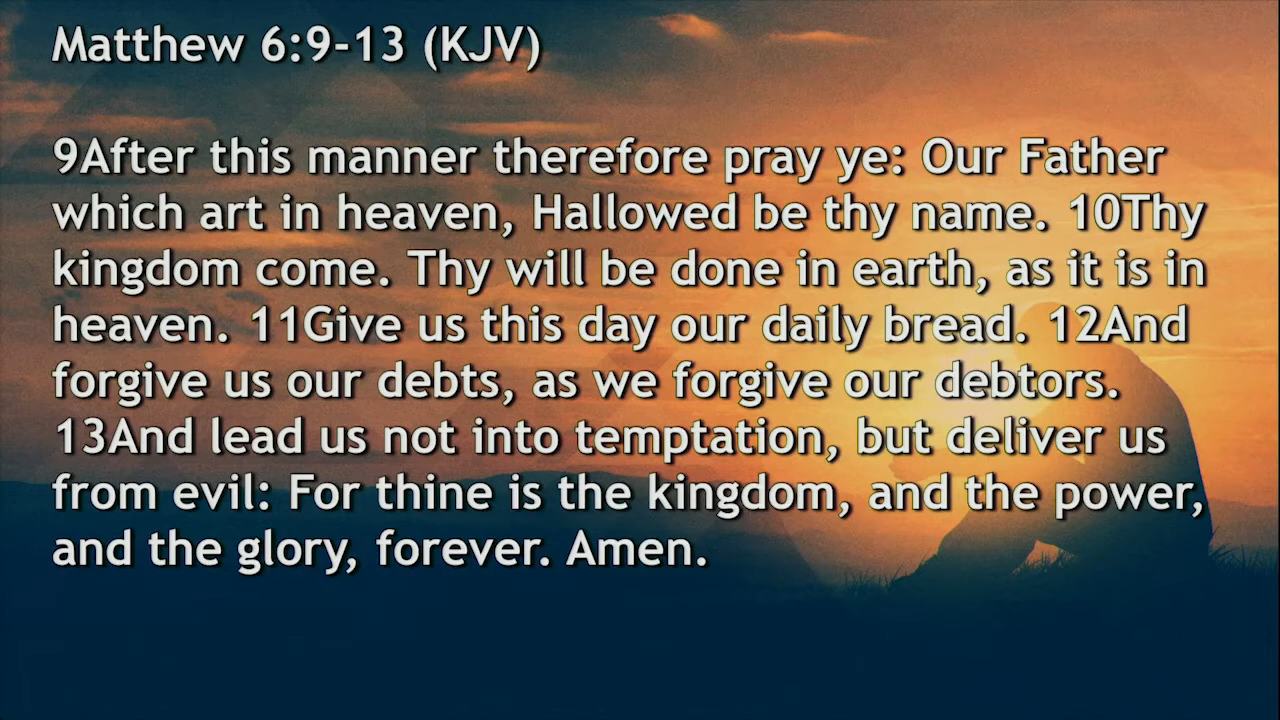 Matthew 6:9-13 (KJV)
9After this manner therefore pray ye: Our Father
which art in heaven, Hallowed be thy name. 10Thy
kingdom come. Thy will be done in earth, as it is in
heaven. 11Give us this day our daily bread. 12And
forgive us our debts, as we forgive our debtors.
13And lead us not into temptation, but deliver us
from evil: For thine is the kingdom, and the power,
and the glory, forever. Amen.